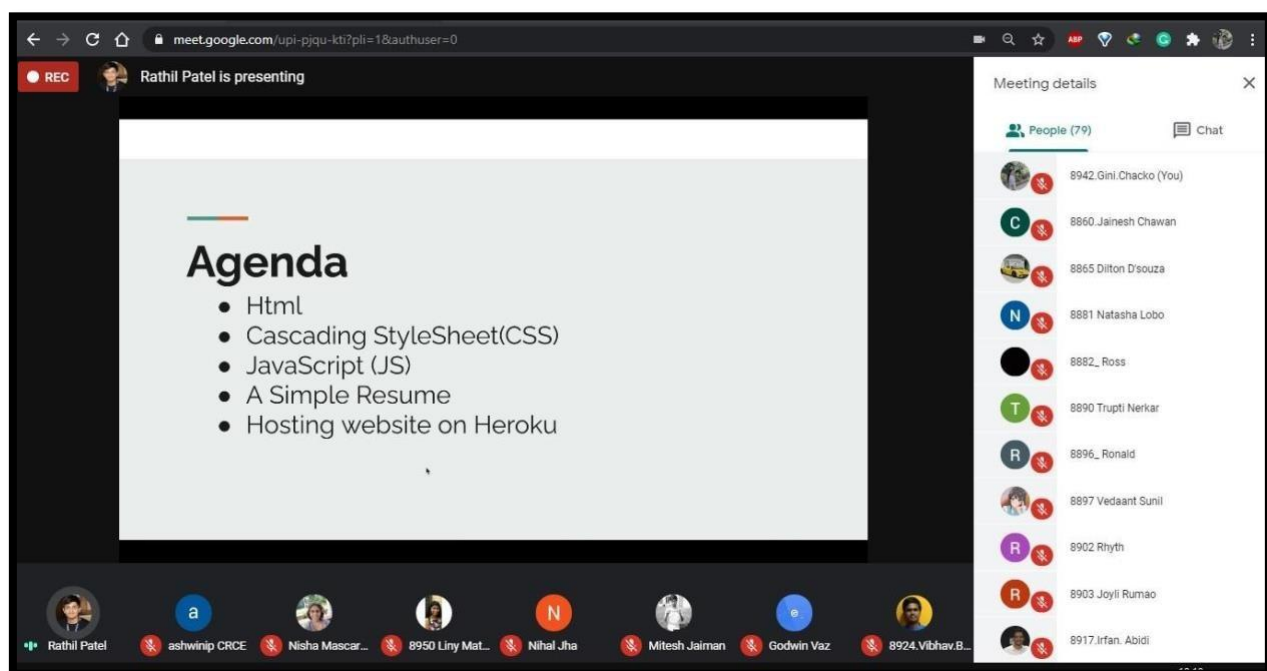 meet.google.com/upi-pjqu-kti?pli=1&authuser=0
ABP
G
REC
Rathil Patel is presenting
Agenda
● Html
● Cascading StyleSheet(CSS)
● JavaScript (JS)
● A Simple Resume
● Hosting website on Heroku
Meeting details
People (79)
Chat
8942.Gini.Chacko (You)
C
8860.Jainesh Chawan
8865 Dilton D'souza
N
8881 Natasha Lobo
8882_ Ross
T
8890 Trupti Nerkar
R
8896_ Ronald
8897 Vedaant Sunil
R
8902 Rhyth
R
8903 Joyli Rumao
8917.Irfan. Abidi
a
N
e.
Rathil Patel
ashwinip CRCE
Nisha Mascar...
8950 Liny Mat...
Nihal Jha
Mitesh Jaiman
Godwin Vaz
8924.Vibhav.B...